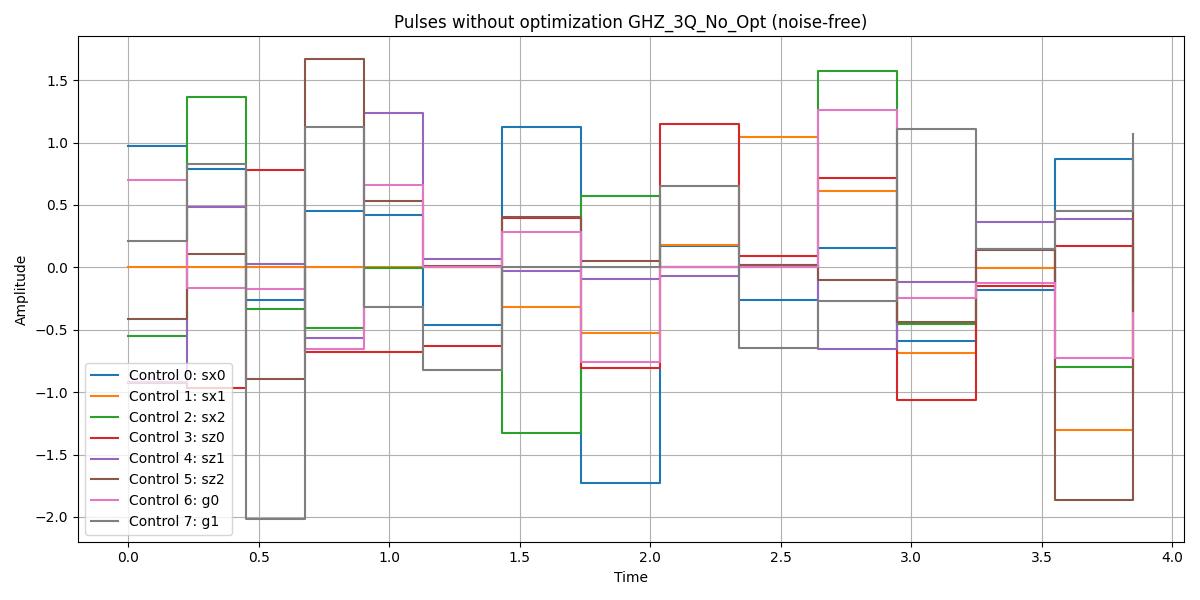 Pulses without optimization GHZ_3Q_No_Opt (noise-free)
Amplitude
1.5
1.0
0.5
0.0
−0.5
−1.0
−1.5
−2.0
Control 0: sx0
Control 1: sx1
Control 2: sx2
Control 3: sz0
Control 4: sz1
Control 5: sz2
Control 6: g0
Control 7: g1
0.0 0.5 1.0 1.5 2.0 2.5 3.0 3.5 4.0
Time